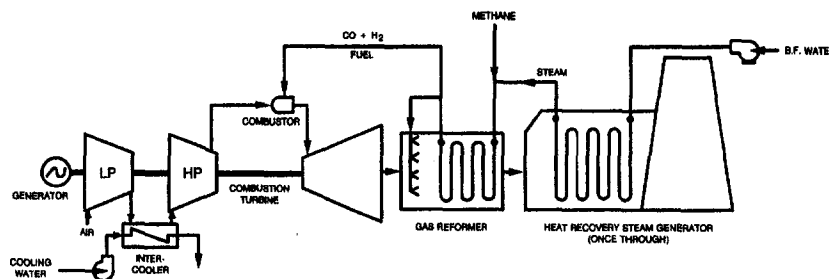 METHANE
CO + H2
FUEL
STEAM
B.F. WATE
COMBUSTOR
LP
HP
GENERATOR
COMBUSTION
TURBINE
AIR
GAS REFORMER
HEAT RECOVERY STEAM GENERATOR
(ONCE THROUGH)
INTER-
COOLER
COOLING
WATER